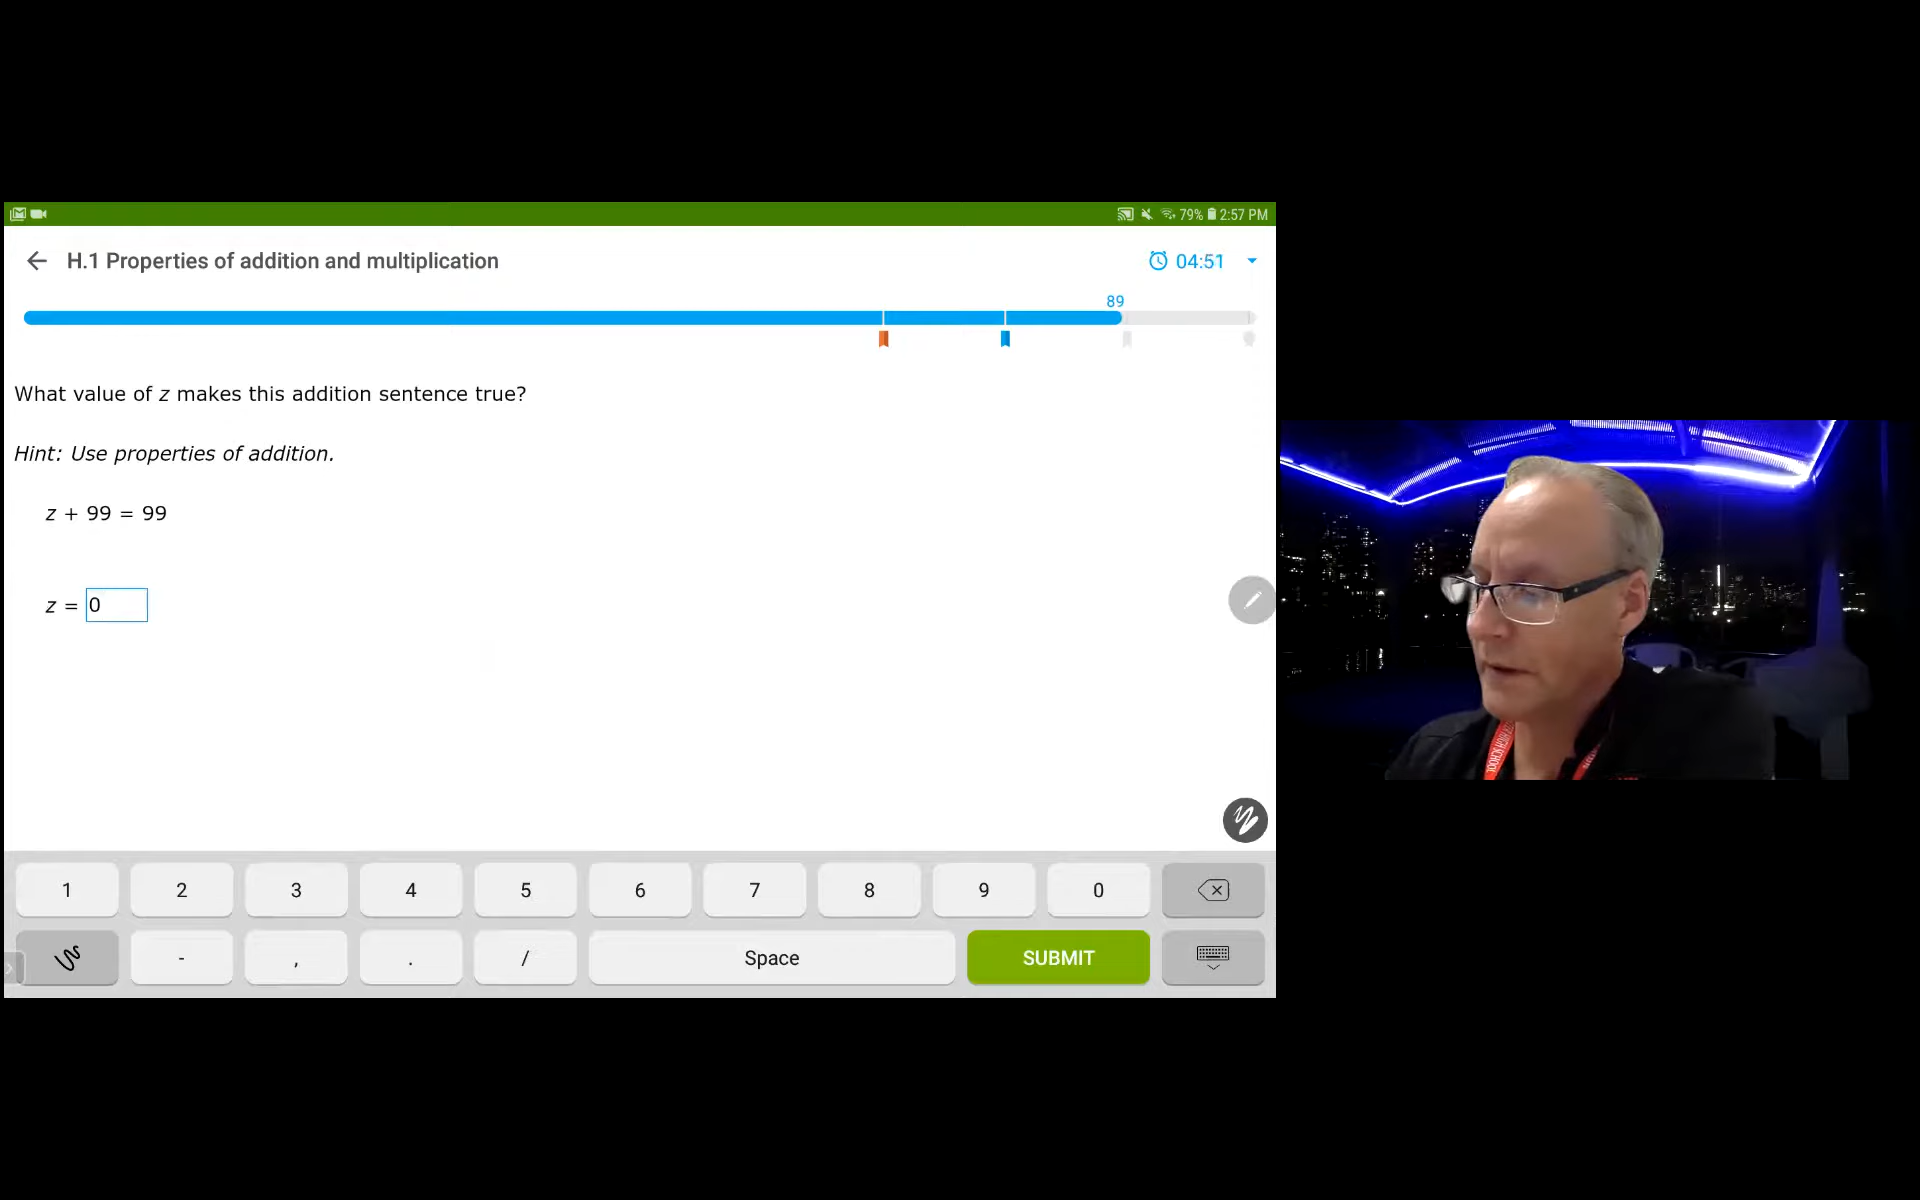 79% 2:57 PM
H.1 Properties of addition and multiplication
04:51
89
What value of z makes this addition sentence true?
Hint: Use properties of addition.
z + 99 = 99
z = 0
1 2 3 4 5 6 7 8 9 0
- , . / Space SUBMIT
HIGH SCHOOL